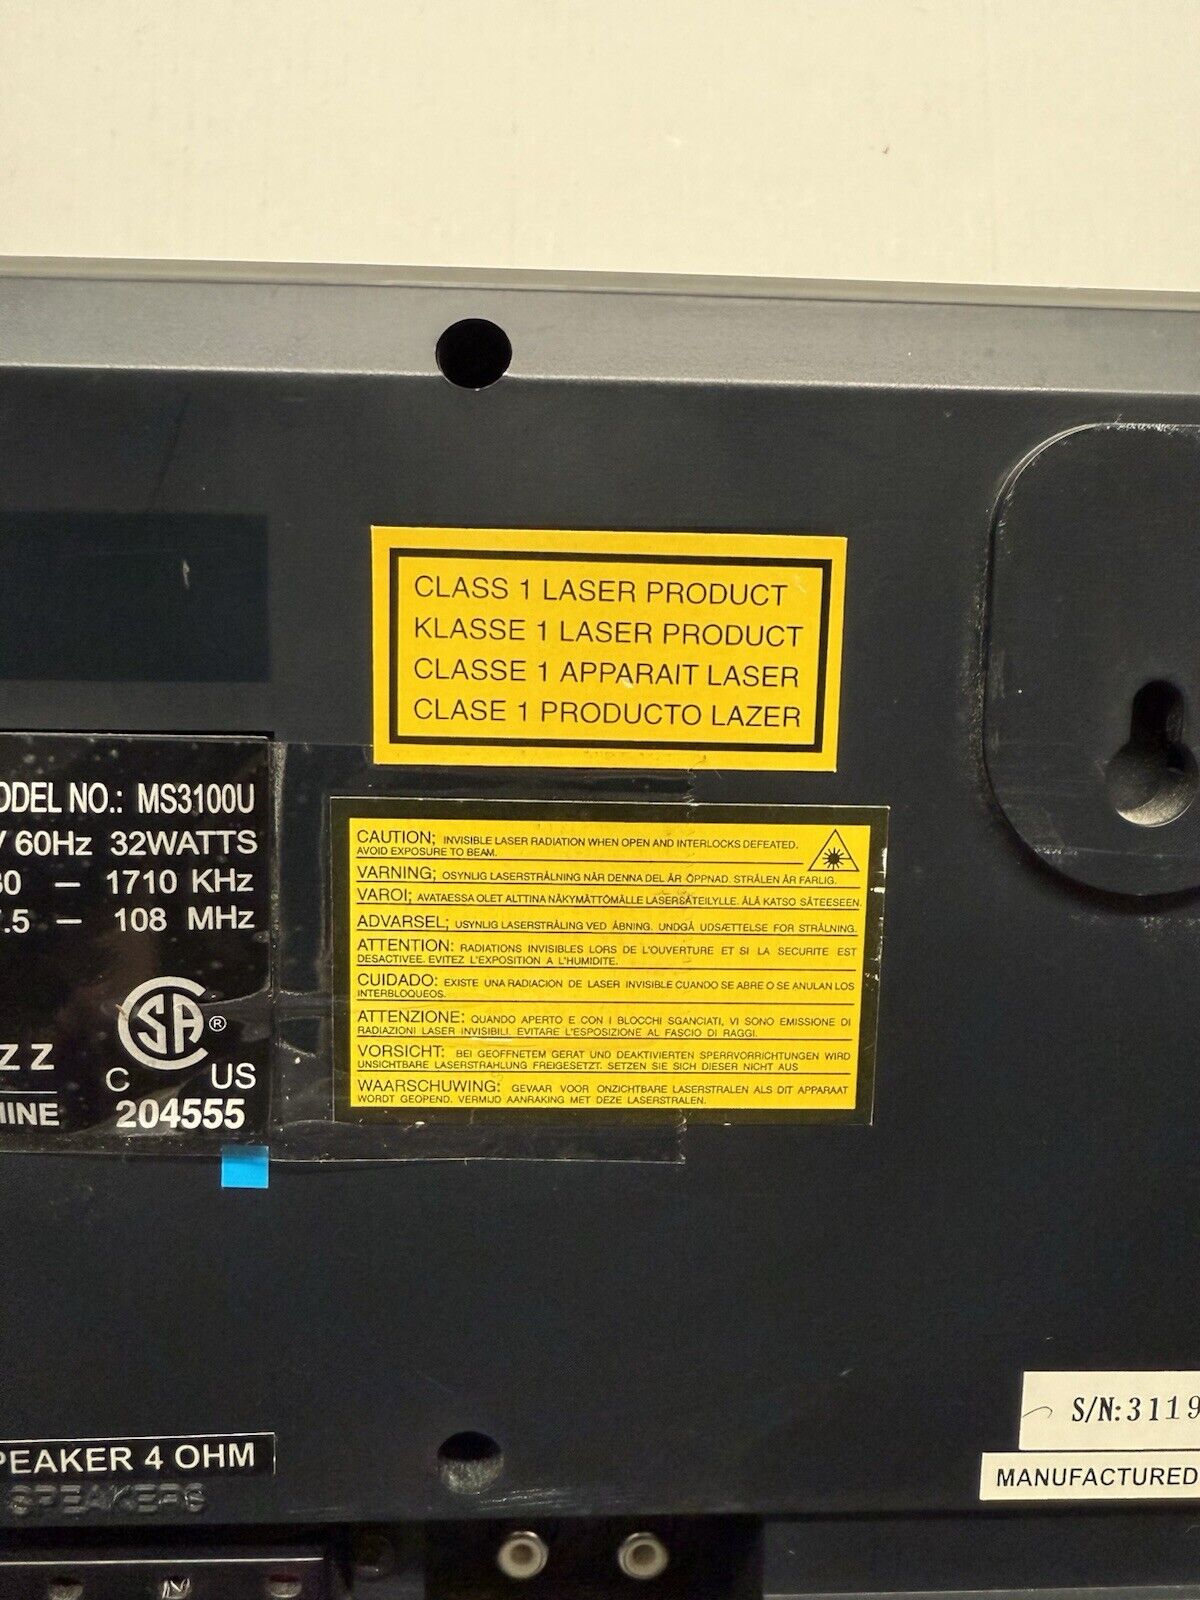 CLASS 1 LASER PRODUCT
KLASSE 1 LASER PRODUCT
CLASSE 1 APPARAIT LASER
CLASE 1 PRODUCTO LAZER
ODEL NO.: MS3100U
V 60Hz 32WATTS
30 — 1710 KHz
7.5 — 108 MHz
SA ®
C US
ZZ
HINE 204555
CAUTION; INVISIBLE LASER RADIATION WHEN OPEN AND INTERLOCKS DEFEATED.
AVOID EXPOSURE TO BEAM.
VARNING; OSYNLIG LASERSTRÅLNING NÄR DENNA DEL ÄR ÖPPNAD. STRÅLEN ÄR FARLIG.
VAROI; AVATAESSA OLET ALTTINA NÄKYMÄTTÖMÄLLE LASERSÄTEILYLLE. ÄLÄ KATSO SÄTEESEEN.
ADVARSEL; USYNLIG LASERSTRÅLING VED ÅBNING. UNDGÅ UDSÆTTELSE FOR STRÅLNING.
ATTENTION: RADIATIONS INVISIBLES LORS DE L'OUVERTURE ET SI LA SECURITE EST
DESACTIVEE. EVITEZ L'EXPOSITION A L'HUMIDITE.
CUIDADO: EXISTE UNA RADIACION DE LASER INVISIBLE CUANDO SE ABRE O SE ANULAN LOS
INTERBLOQUEOS.
ATTENZIONE: QUANDO APERTO E CON I BLOCCHI SGANCIATI, VI SONO EMISSIONE DI
RADIAZIONI LASER INVISIBILI. EVITARE L'ESPOSIZIONE AL FASCIO DI RAGGI.
VORSICHT: BEI GEOFFNETEM GERAT UND DEAKTIVIERTEN SPERRVORRICHTUNGEN WIRD
UNSICHTBARE LASERSTRAHLUNG FREIGESETZT. SETZEN SIE SICH DIESER NICHT AUS
WAARSCHUWING: GEVAAR VOOR ONZICHTBARE LASERSTRALEN ALS DIT APPARAAT
WORDT GEOPEND. VERMIJD AANRAKING MET DEZE LASERSTRALEN.
S/N:3119
MANUFACTURED
PEAKER 4 OHM
SPEAKERS